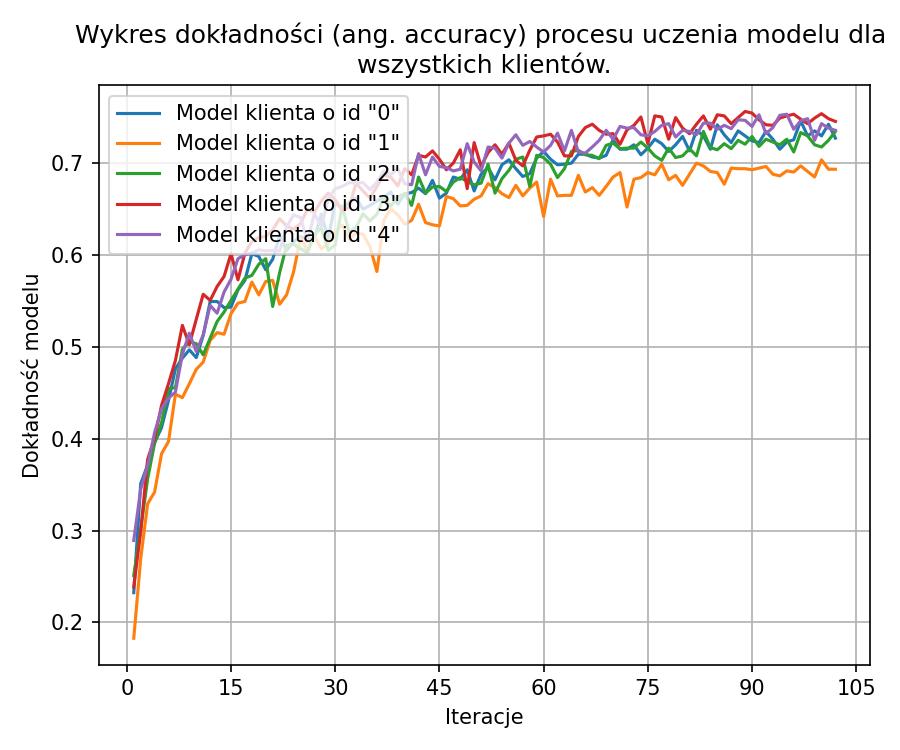 Wykres dokładności (ang. accuracy) procesu uczenia modelu dla
wszystkich klientów.
Model klienta o id "0"
Model klienta o id "1"
Model klienta o id "2"
Model klienta o id "3"
Model klienta o id "4"
Dokładność modelu
0.7
0.6
0.5
0.4
0.3
0.2
0 15 30 45 60 75 90 105
Iteracje